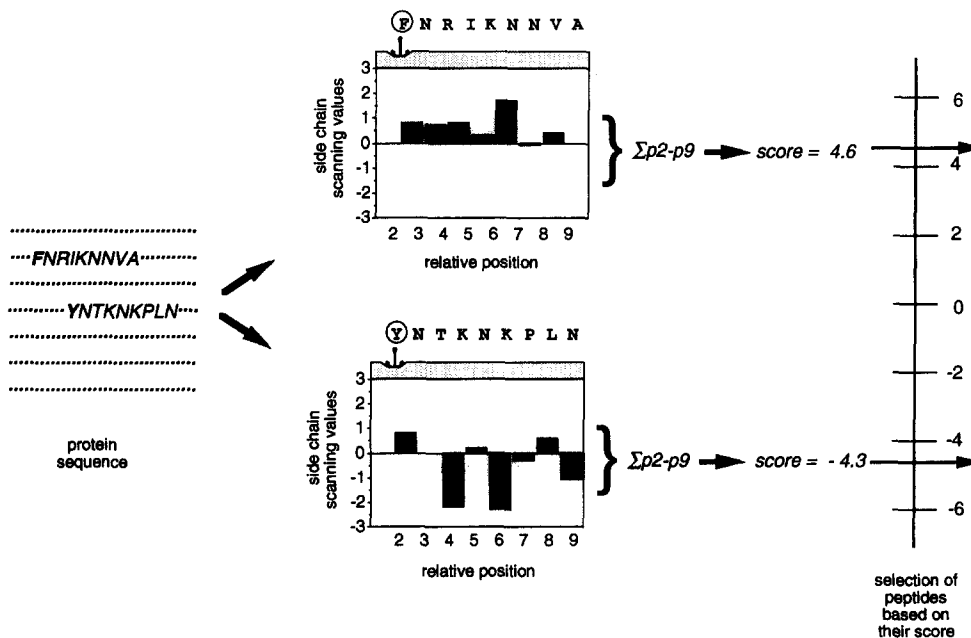 FNRIKNNVA
YNTKNKPLN
protein
sequence
F N R I K N N V A
side chain
scanning values
3
2
1
0
-1
-2
-3
2 3 4 5 6 7 8 9
relative position
Σp2-p9
score = 4.6
Y N T K N K P L N
side chain
scanning values
3
2
1
0
-1
-2
-3
2 3 4 5 6 7 8 9
relative position
Σp2-p9
score = - 4.3
6
4
2
0
-2
-4
-6
selection of
peptides
based on
their score